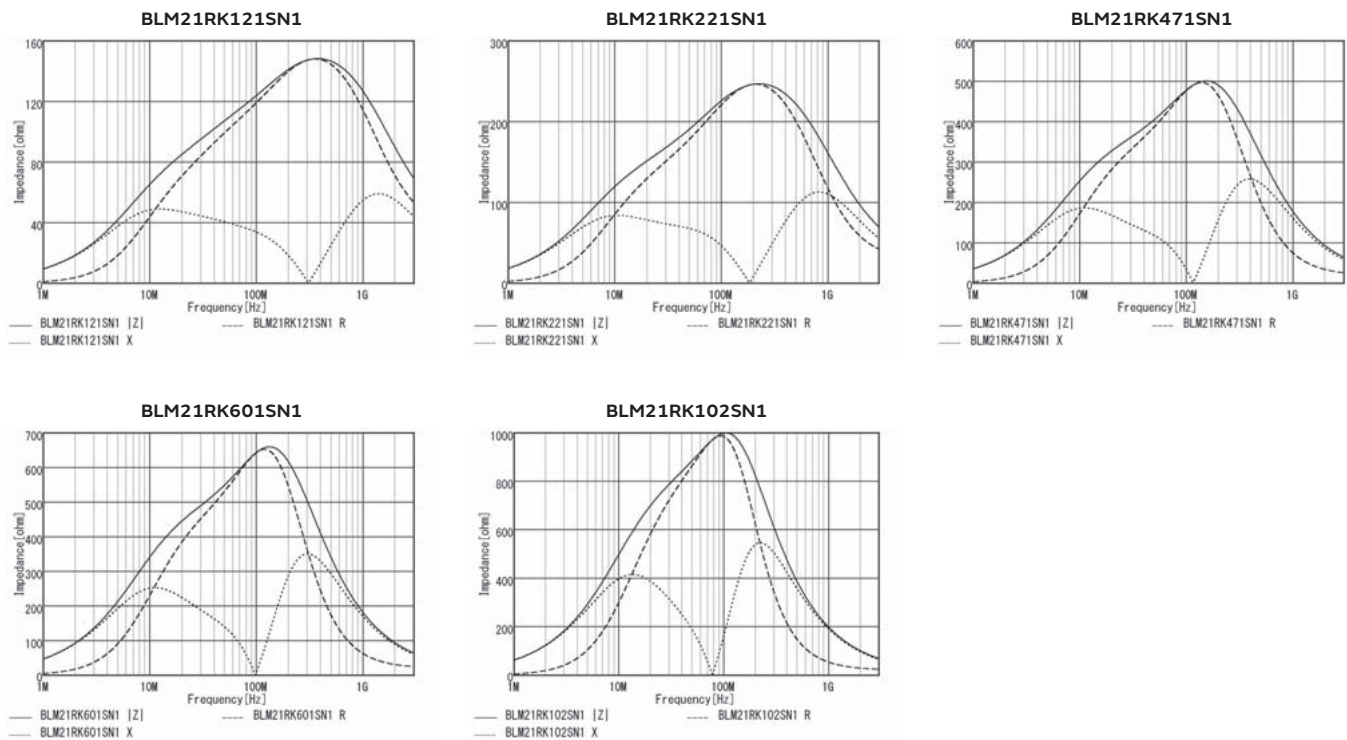 BLM21RK121SN1
160
120
80
40
0
Impedance[ohm]
1M 10M 100M 1G
Frequency[Hz]
BLM21RK121SN1 |Z| BLM21RK121SN1 R
BLM21RK121SN1 X
BLM21RK221SN1
300
200
100
0
Impedance[ohm]
1M 10M 100M 1G
Frequency[Hz]
BLM21RK221SN1 |Z| BLM21RK221SN1 R
BLM21RK221SN1 X
BLM21RK471SN1
600
500
400
300
200
100
0
Impedance[ohm]
1M 10M 100M 1G
Frequency[Hz]
BLM21RK471SN1 |Z| BLM21RK471SN1 R
BLM21RK471SN1 X
BLM21RK601SN1
700
600
500
400
300
200
100
0
Impedance[ohm]
1M 10M 100M 1G
Frequency[Hz]
BLM21RK601SN1 |Z| BLM21RK601SN1 R
BLM21RK601SN1 X
BLM21RK102SN1
1000
800
600
400
200
0
Impedance[ohm]
1M 10M 100M 1G
Frequency[Hz]
BLM21RK102SN1 |Z| BLM21RK102SN1 R
BLM21RK102SN1 X